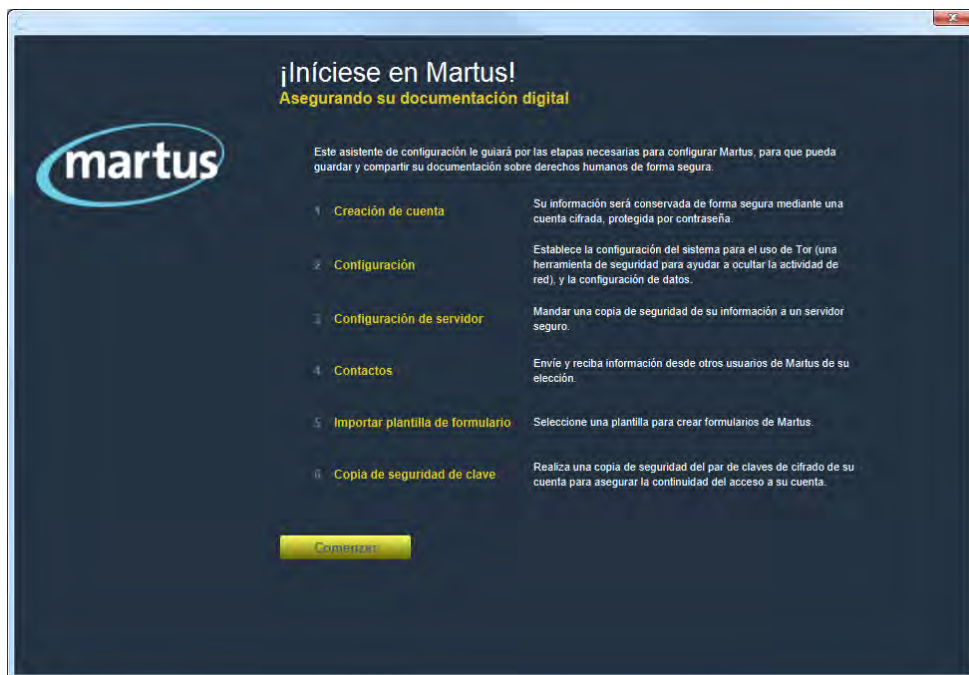 ¡Iníciese en Martus!
Asegurando su documentación digital
martus
Este asistente de configuración le guiará por las etapas necesarias para configurar Martus, para que pueda
guardar y compartir su documentación sobre derechos humanos de forma segura.
1 Creación de cuenta
Su información será conservada de forma segura mediante una
cuenta cifrada, protegida por contraseña.
2 Configuración
Establece la configuración del sistema para el uso de Tor (una
herramienta de seguridad para ayudar a ocultar la actividad de
red), y la configuración de datos.
3 Configuración de servidor
Mandar una copia de seguridad de su información a un servidor
seguro.
4 Contactos
Envíe y reciba información desde otros usuarios de Martus de su
elección.
5 Importar plantilla de formulario
Seleccione una plantilla para crear formularios de Martus.
6 Copia de seguridad de clave
Realiza una copia de seguridad del par de claves de cifrado de su
cuenta para asegurar la continuidad del acceso a su cuenta.
Comenzar